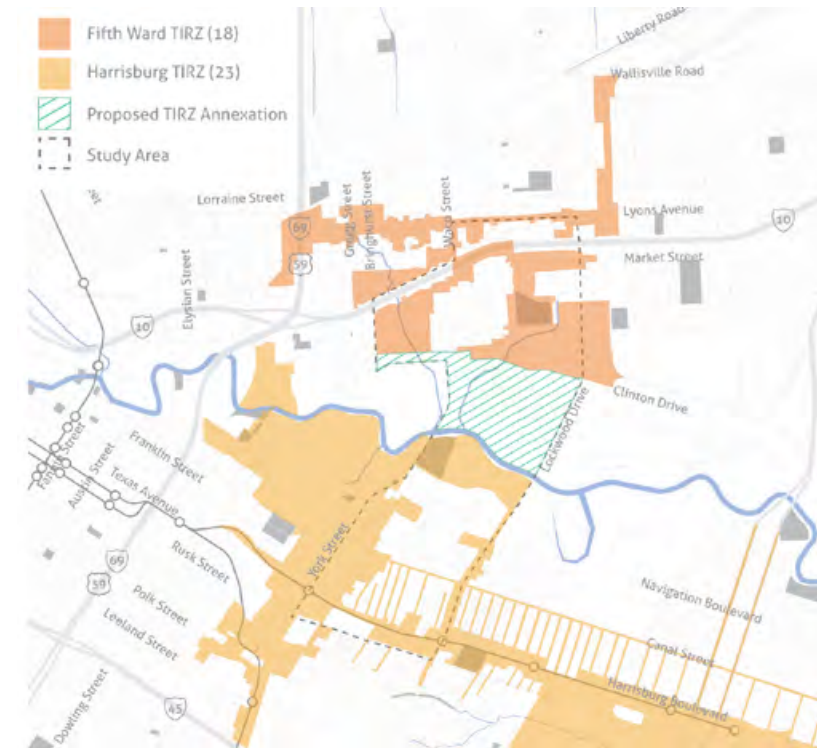 Fifth Ward TIRZ (18)
Harrisburg TIRZ (23)
Proposed TIRZ Annexation
Study Area
Liberty Road
Wallisville Road
Lorraine Street
Gregg Street
Bringhurst Street
Waco Street
Lyons Avenue
69
59
10
Market Street
Elysian Street
10
Clinton Drive
Lockwood Drive
Franklin Street
Austin Street
Texas Avenue
Rusk Street
York Street
69
59
Polk Street
Leeland Street
Navigation Boulevard
Canal Street
Harrisburg Boulevard
45
Dowling Street